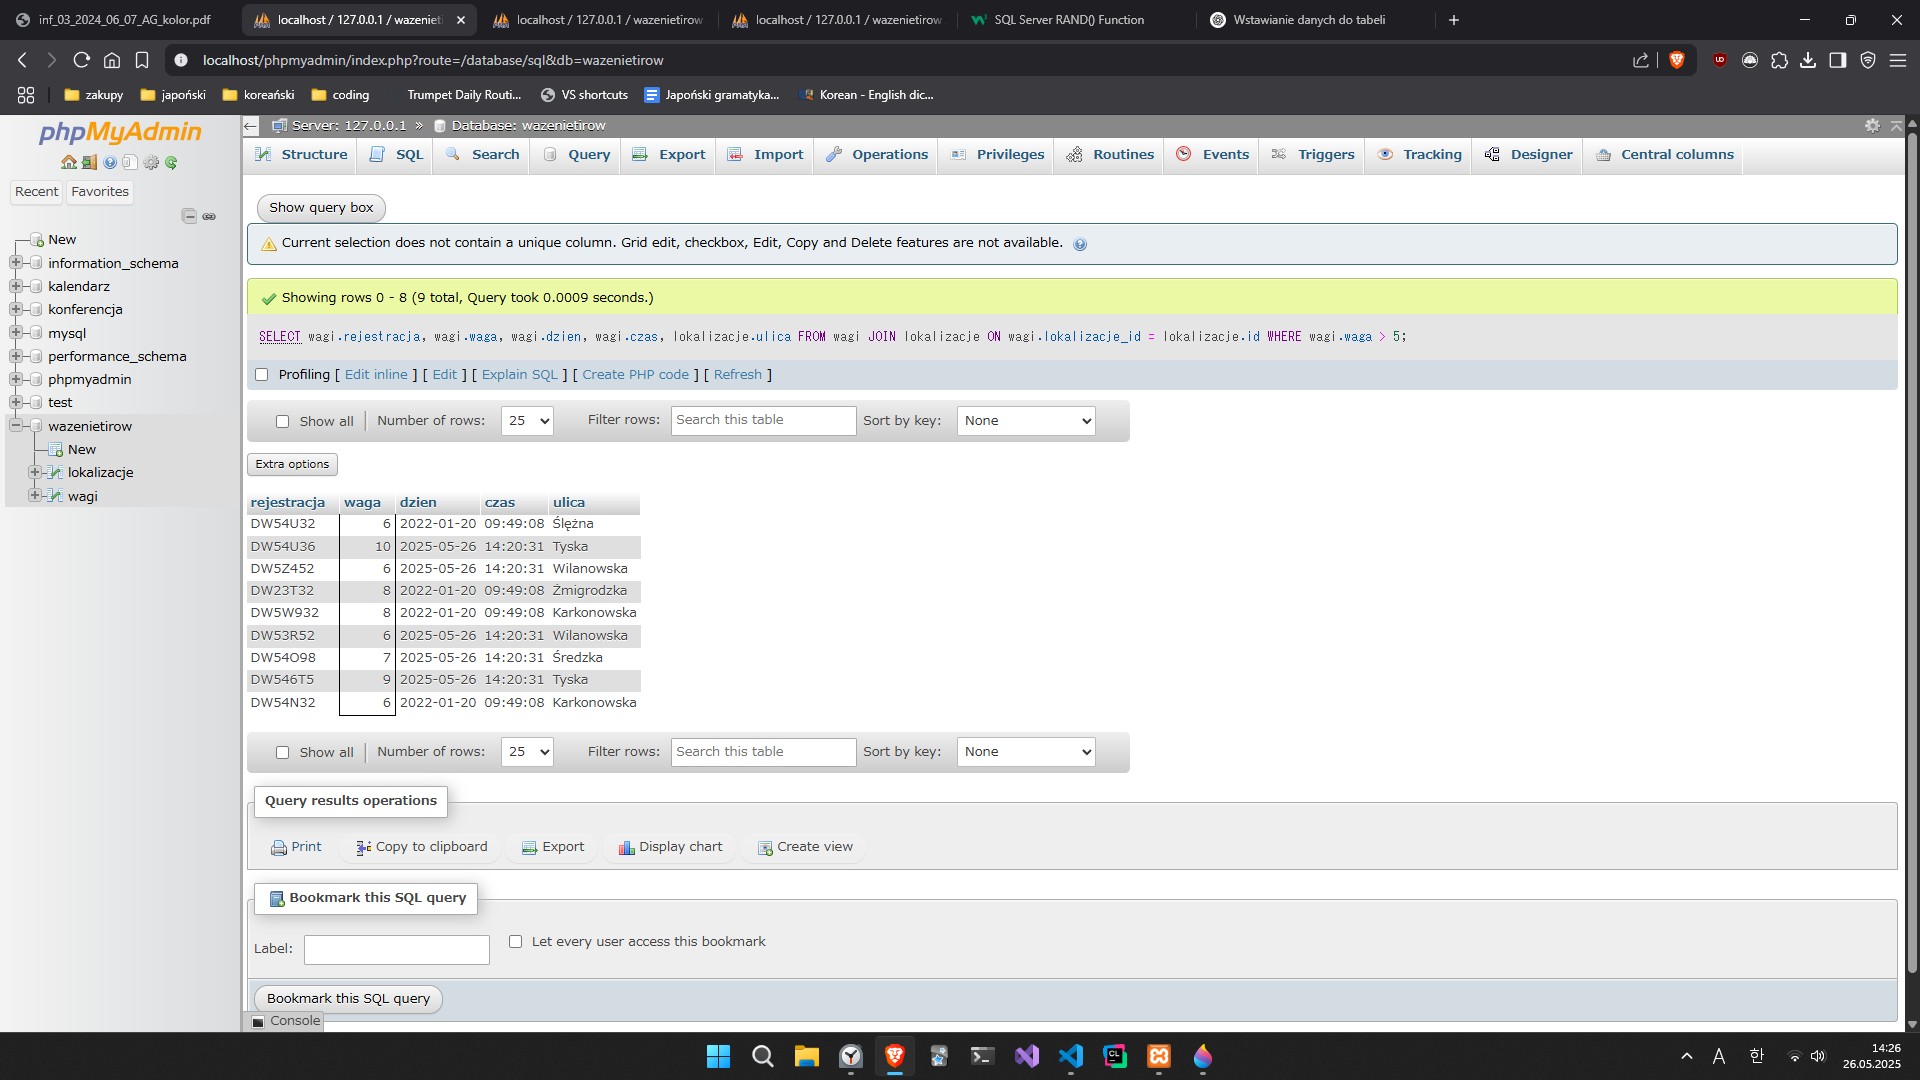 inf_03_2024_06_07_AG_kolor.pdf
localhost / 127.0.0.1 / wazeniet
localhost / 127.0.0.1 / wazenietirow
localhost / 127.0.0.1 / wazenietirow
SQL Server RAND() Function
Wstawianie danych do tabeli
localhost/phpmyadmin/index.php?route=/database/sql&db=wazenietirow
zakupy
japoński
koreański
coding
Trumpet Daily Routi...
VS shortcuts
Japoński gramatyka...
Korean - English dic...
phpMyAdmin
Recent
Favorites
New
information_schema
kalendarz
konferencja
mysql
performance_schema
phpmyadmin
test
wazenietirow
New
lokalizacje
wagi
Server: 127.0.0.1 » Database: wazenietirow
Structure
SQL
Search
Query
Export
Import
Operations
Privileges
Routines
Events
Triggers
Tracking
Designer
Central columns
Show query box
Current selection does not contain a unique column. Grid edit, checkbox, Edit, Copy and Delete features are not available.
Showing rows 0 - 8 (9 total, Query took 0.0009 seconds.)
SELECT wagi.rejestracja, wagi.waga, wagi.dzien, wagi.czas, lokalizacje.ulica FROM wagi JOIN lokalizacje ON wagi.lokalizacje_id = lokalizacje.id WHERE wagi.waga > 5;
Profiling [ Edit inline ] [ Edit ] [ Explain SQL ] [ Create PHP code ] [ Refresh ]
Show all
Number of rows: 25
Filter rows: Search this table
Sort by key: None
Extra options
rejestracja waga dzien czas ulica
DW54U32 6 2022-01-20 09:49:08 Ślężna
DW54U36 10 2025-05-26 14:20:31 Tyska
DW5Z452 6 2025-05-26 14:20:31 Wilanowska
DW23T32 8 2022-01-20 09:49:08 Żmigrodzka
DW5W932 8 2022-01-20 09:49:08 Karkonowska
DW53R52 6 2025-05-26 14:20:31 Wilanowska
DW54O98 7 2025-05-26 14:20:31 Średzka
DW546T5 9 2025-05-26 14:20:31 Tyska
DW54N32 6 2022-01-20 09:49:08 Karkonowska
Show all
Number of rows: 25
Filter rows: Search this table
Sort by key: None
Query results operations
Print
Copy to clipboard
Export
Display chart
Create view
Bookmark this SQL query
Label:
Let every user access this bookmark
Bookmark this SQL query
Console
A
한
14:26
26.05.2025